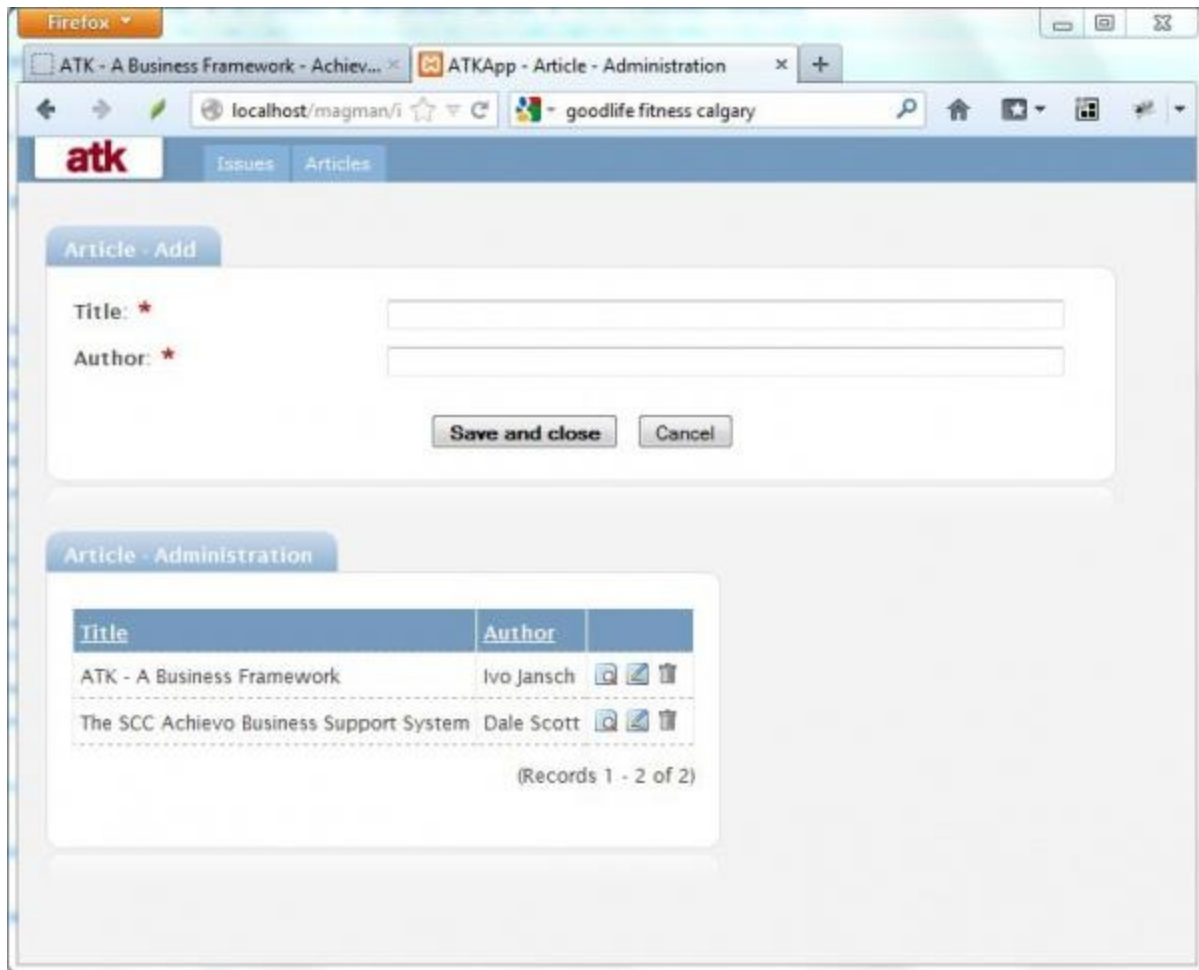 Firefox
ATK - A Business Framework - Achiev... ATKApp - Article - Administration
localhost/magman/i goodlife fitness calgary
atk Issues Articles
Article - Add
Title: *
Author: *
Save and close Cancel
Article - Administration
Title Author
ATK - A Business Framework Ivo Jansch
The SCC Achievo Business Support System Dale Scott
(Records 1 - 2 of 2)